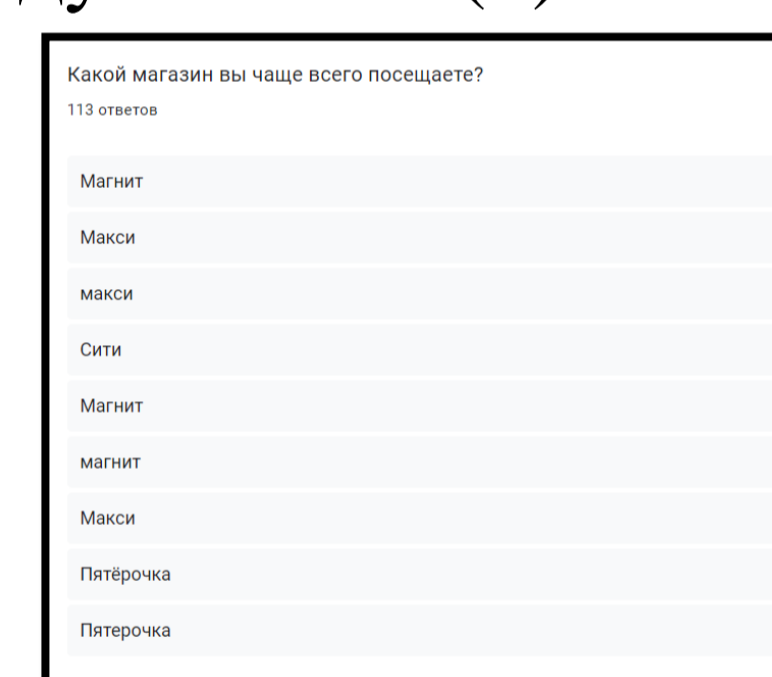 Какой магазин вы чаще всего посещаете?
113 ответов
Магнит
Макси
макси
Сити
Магнит
магнит
Макси
Пятёрочка
Пятерочка